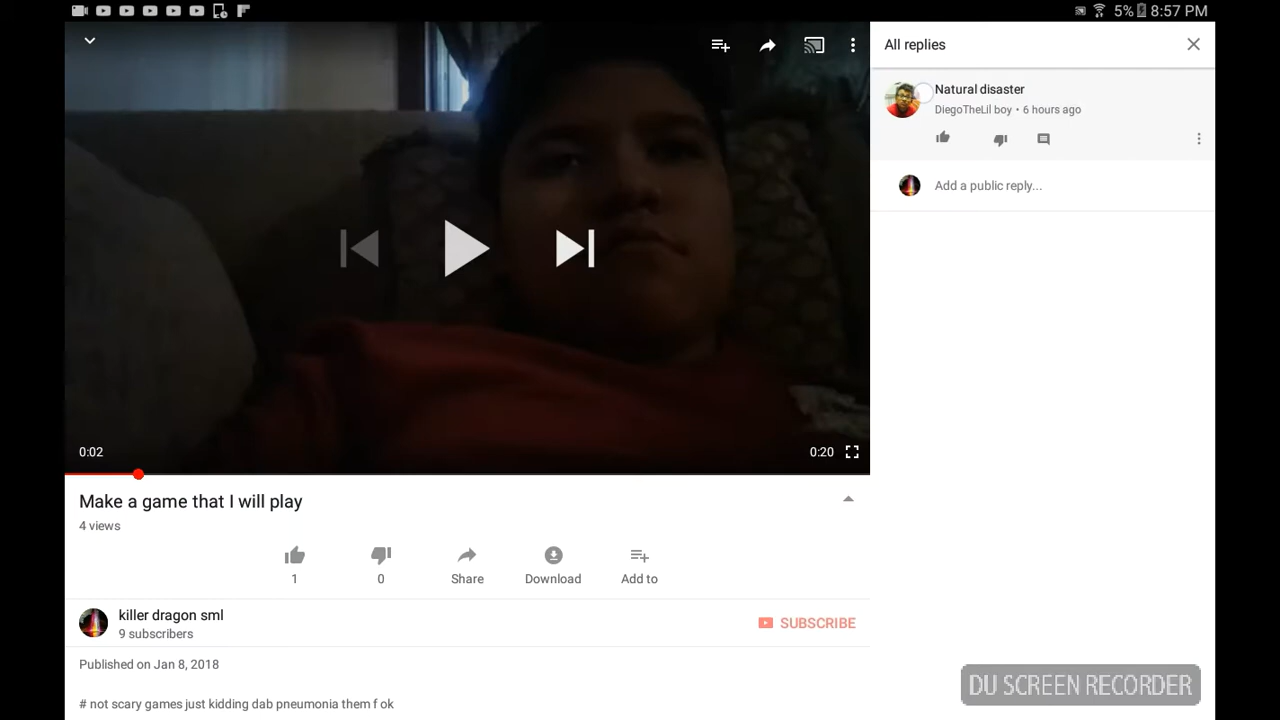 5% 8:57 PM
All replies
Natural disaster
DiegoTheLil boy • 6 hours ago
Add a public reply...
0:02
0:20
Make a game that I will play
4 views
1
0
Share
Download
Add to
killer dragon sml
9 subscribers
SUBSCRIBE
Published on Jan 8, 2018
# not scary games just kidding dab pneumonia them f ok
DU SCREEN RECORDER